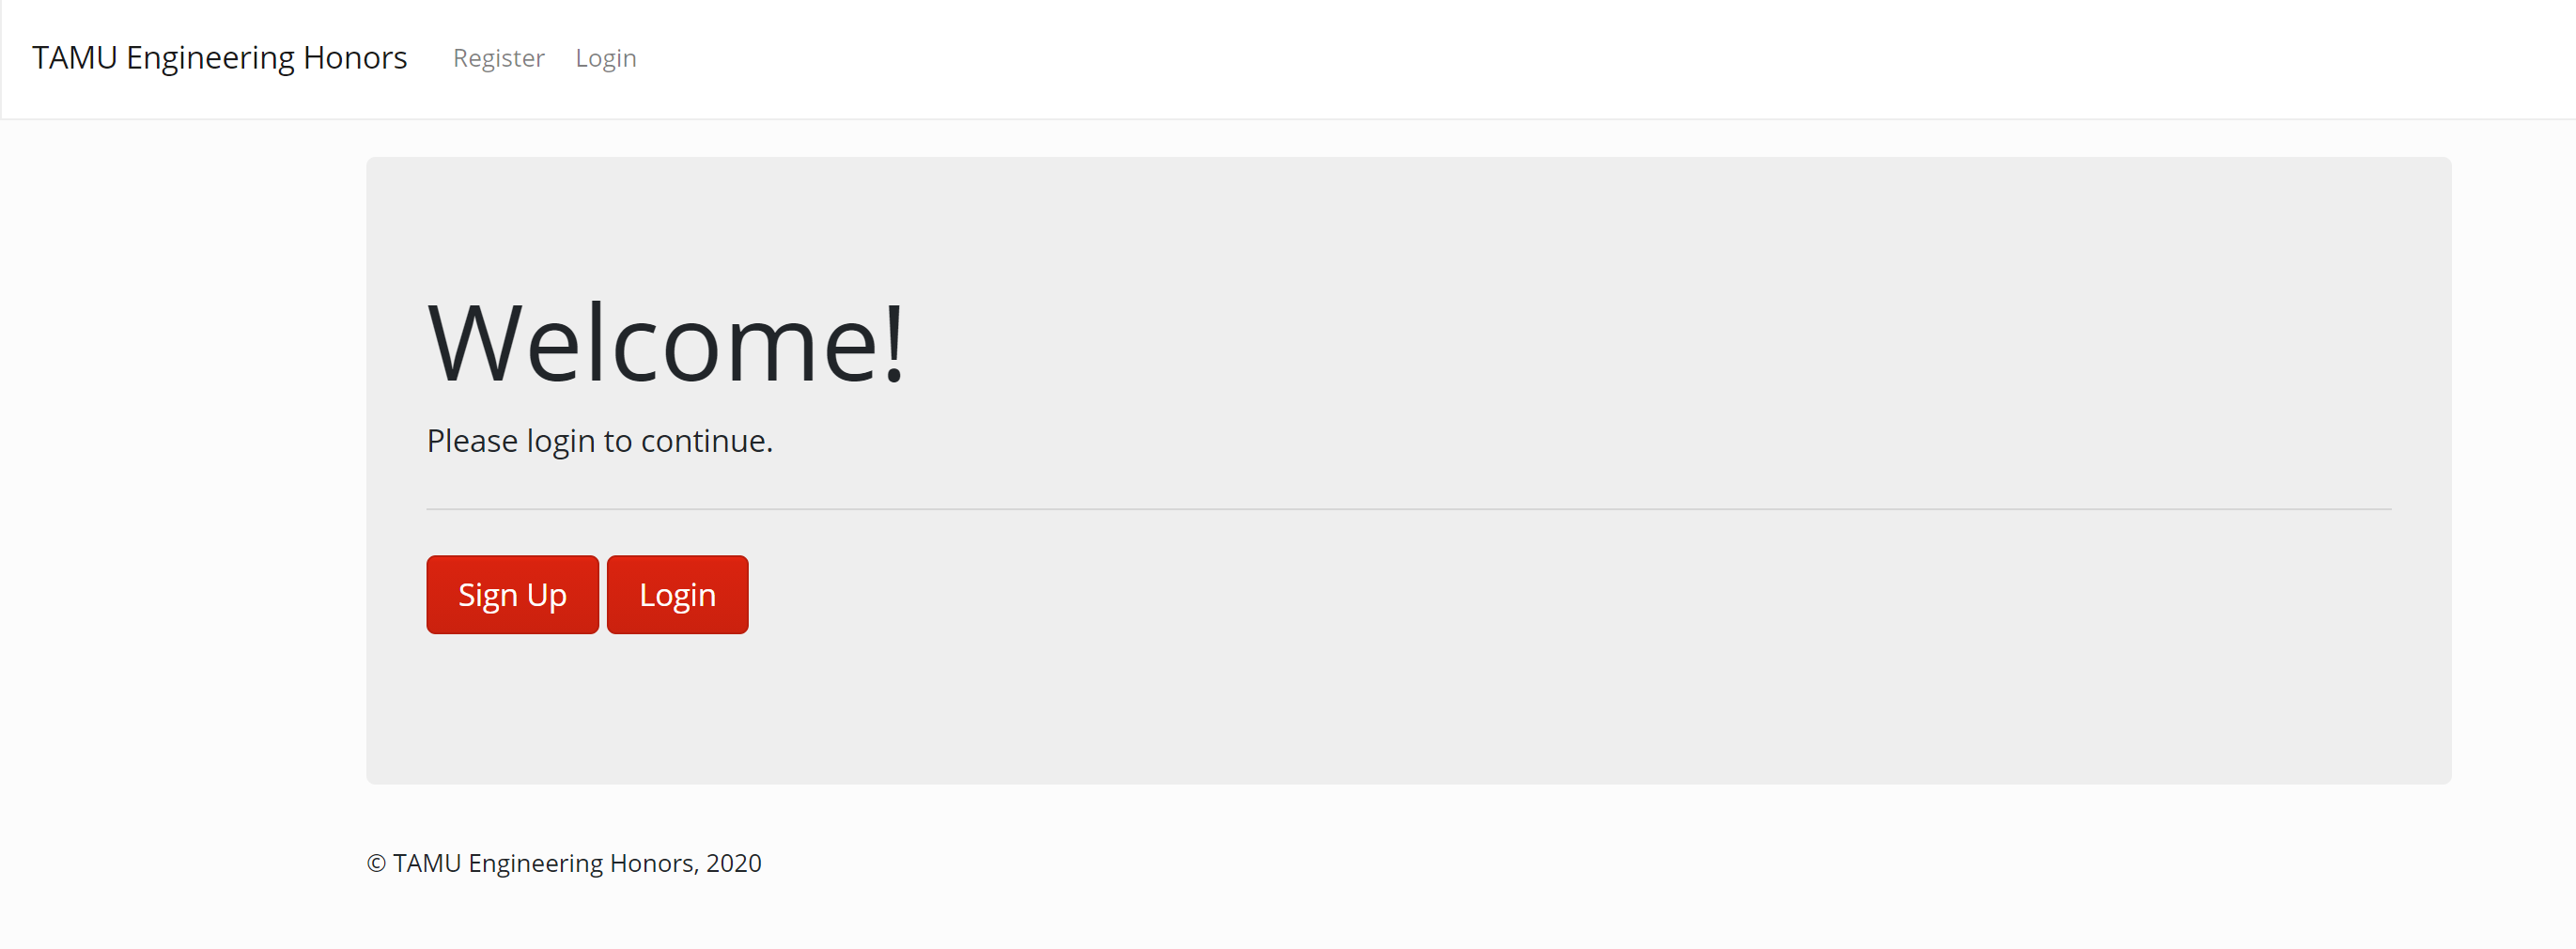 TAMU Engineering Honors Register Login
Welcome!
Please login to continue.
Sign Up Login
© TAMU Engineering Honors, 2020